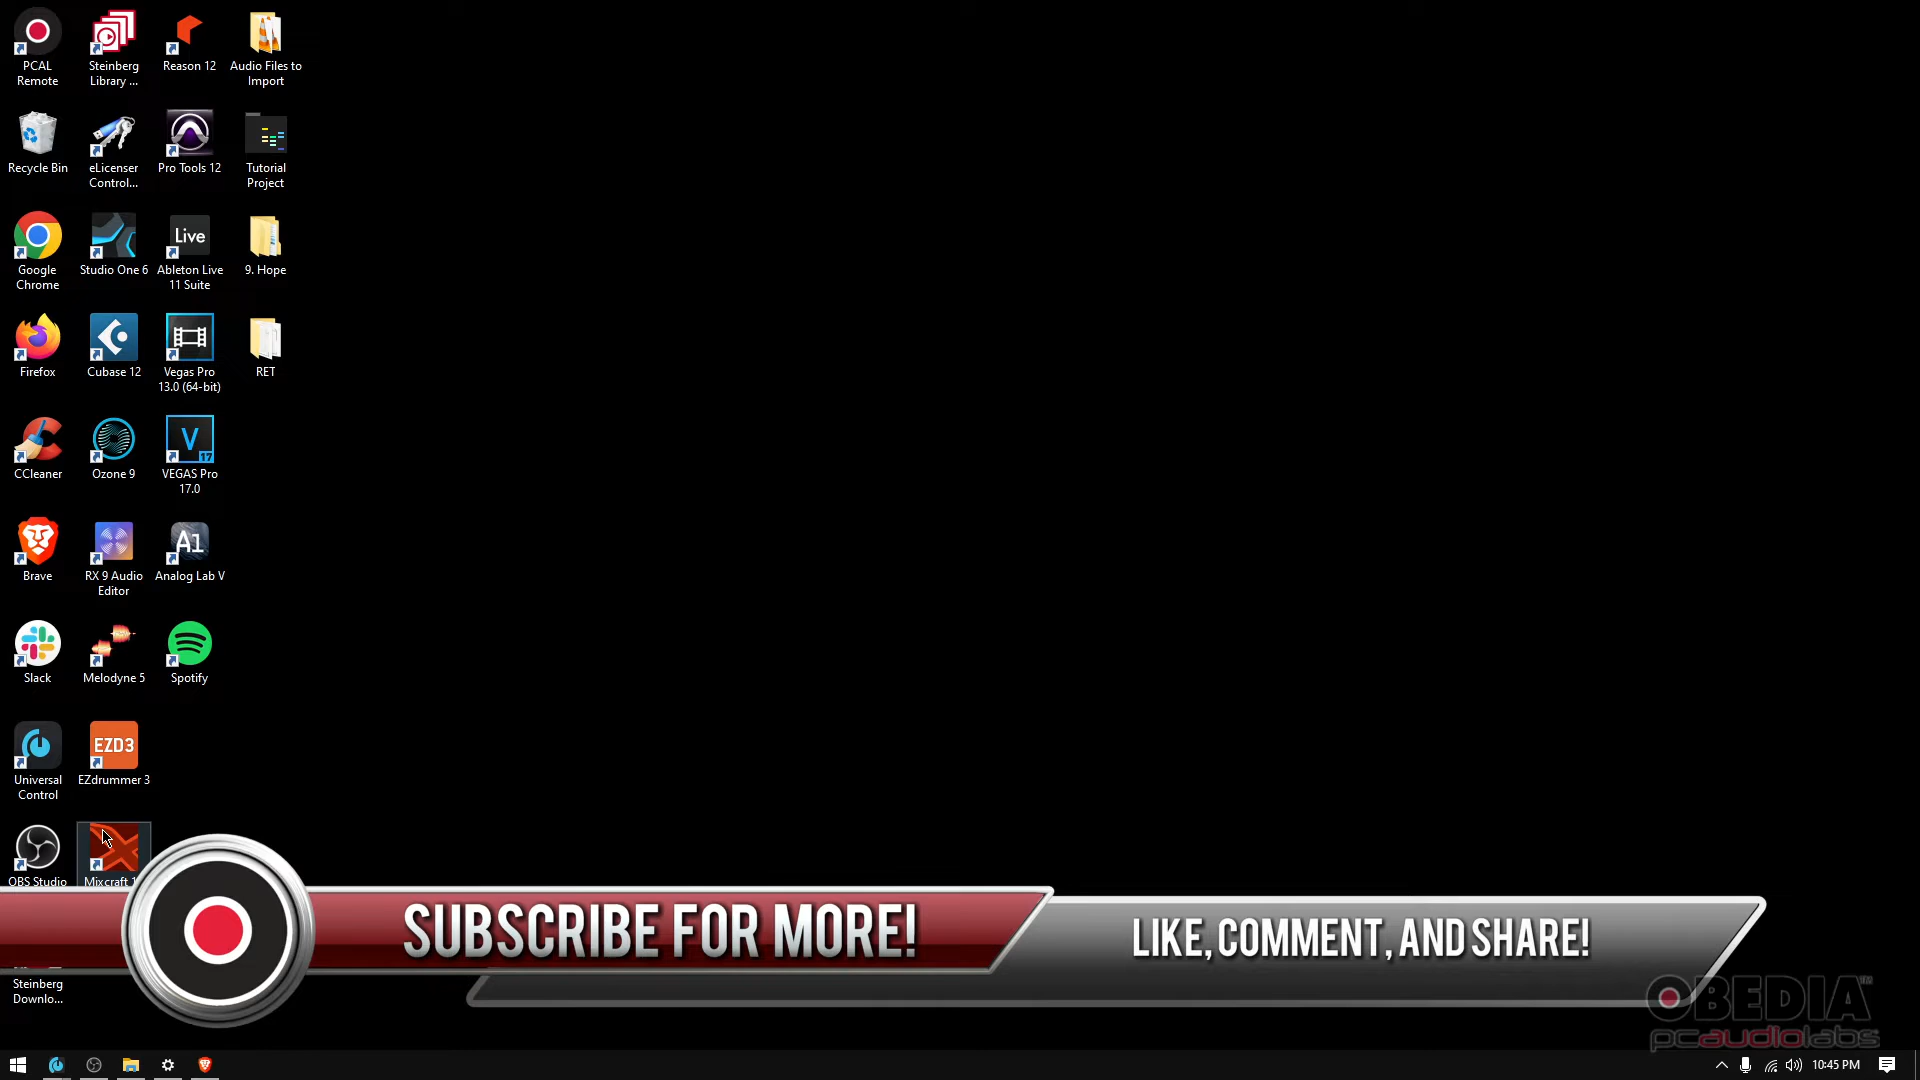 PCAL
Remote
Steinberg
Library ...
Reason 12
Audio Files to
Import
Recycle Bin
eLicenser
Control...
Pro Tools 12
Tutorial
Project
Google
Chrome
Studio One 6
Live
Ableton Live
11 Suite
9. Hope
Firefox
Cubase 12
Vegas Pro
13.0 (64-bit)
RET
CCleaner
Ozone 9
V
17
VEGAS Pro
17.0
Brave
RX 9 Audio
Editor
A1
Analog Lab V
Slack
Melodyne 5
Spotify
Universal
Control
EZD3
EZdrummer 3
OBS Studio
Mixcraft
SUBSCRIBE FOR MORE!
LIKE, COMMENT, AND SHARE!
Steinberg
Downlo...
OBEDIA™
pcaudiolabs
10:45 PM